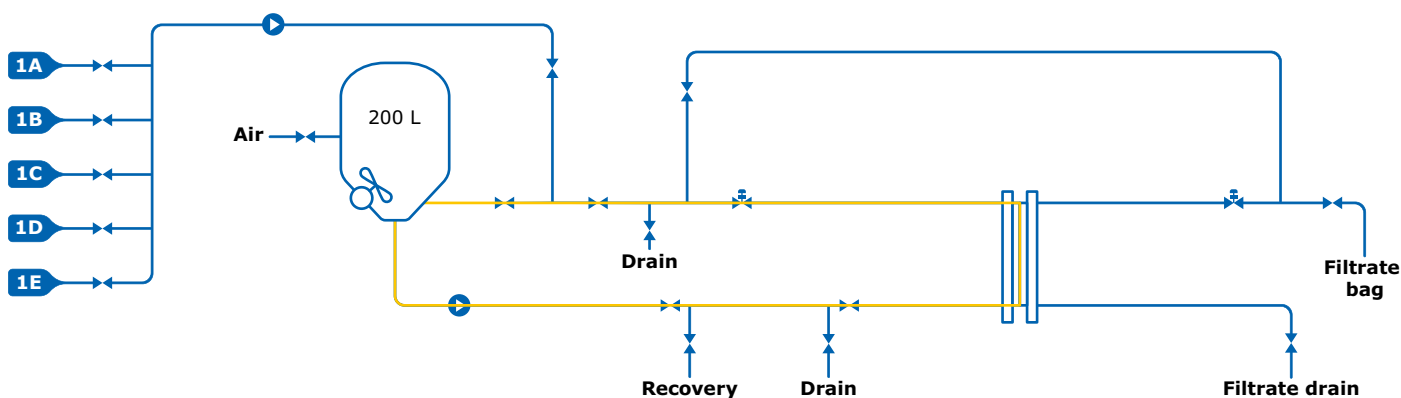 1A
200 L
1B
Air
1C
1D
Drain
Filtrate
bag
1E
Recovery
Drain
Filtrate drain